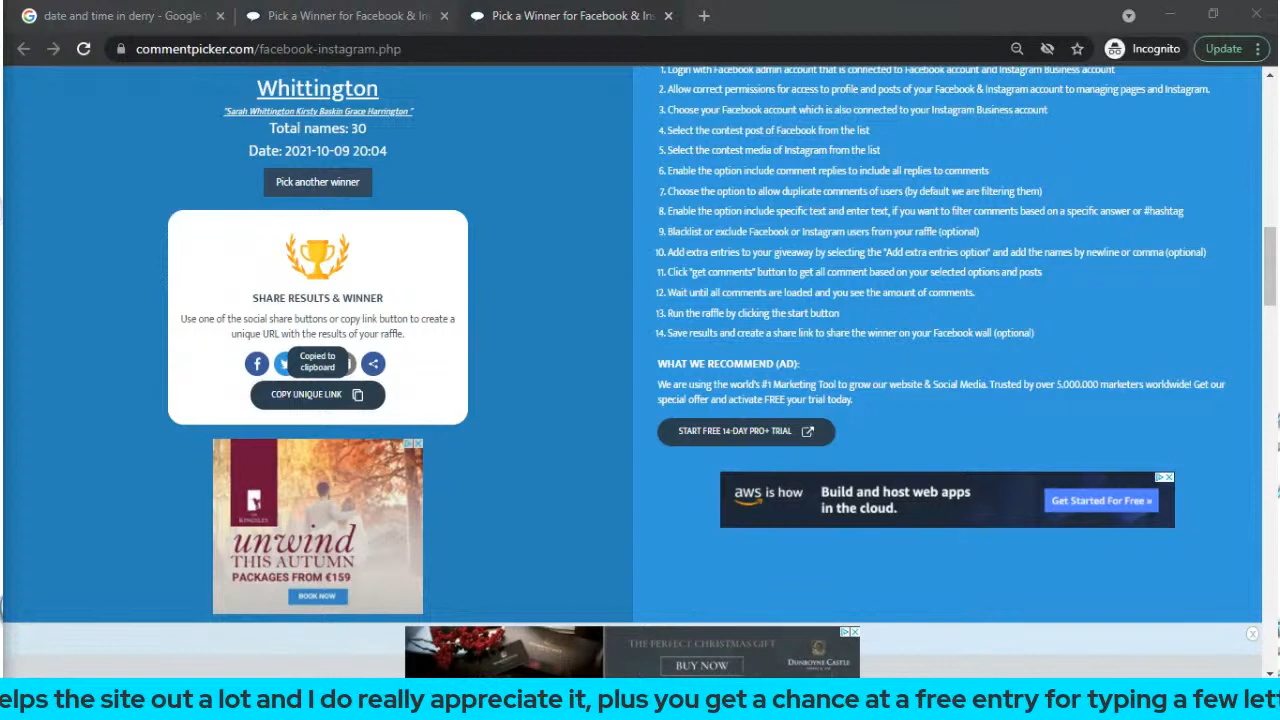 date and time in derry - Google
Pick a Winner for Facebook & In
Pick a Winner for Facebook & In
commentpicker.com/facebook-instagram.php
Incognito
Update
Whittington
"Sarah Whittington Kirsty Baskin Grace Harrington "
Total names: 30
Date: 2021-10-09 20:04
Pick another winner
SHARE RESULTS & WINNER
Use one of the social share buttons or copy link button to create a
unique URL with the results of your raffle.
Copied to
clipboard
COPY UNIQUE LINK
unwind
THIS AUTUMN
PACKAGES FROM €159
BOOK NOW
1. Login with Facebook admin account that is connected to Facebook account and Instagram Business account
2. Allow correct permissions for access to profile and posts of your Facebook & Instagram account to managing pages and Instagram.
3. Choose your Facebook account which is also connected to your Instagram Business account
4. Select the contest post of Facebook from the list
5. Select the contest media of Instagram from the list
6. Enable the option include comment replies to include all replies to comments
7. Choose the option to allow duplicate comments of users (by default we are filtering them)
8. Enable the option include specific text and enter text, if you want to filter comments based on a specific answer or #hashtag
9. Blacklist or exclude Facebook or Instagram users from your raffle (optional)
10. Add extra entries to your giveaway by selecting the "Add extra entries option" and add the names by newline or comma (optional)
11. Click "get comments" button to get all comment based on your selected options and posts
12. Wait until all comments are loaded and you see the amount of comments.
13. Run the raffle by clicking the start button
14. Save results and create a share link to share the winner on your Facebook wall (optional)
WHAT WE RECOMMEND (AD):
We are using the world's #1 Marketing Tool to grow our website & Social Media. Trusted by over 5.000.000 marketers worldwide! Get our
special offer and activate FREE your trial today.
START FREE 14-DAY PRO+ TRIAL
aws is how
Build and host web apps
in the cloud.
Get Started For Free »
THE PERFECT CHRISTMAS GIFT
BUY NOW
DUNBOYNE CASTLE
elps the site out a lot and I do really appreciate it, plus you get a chance at a free entry for typing a few lett